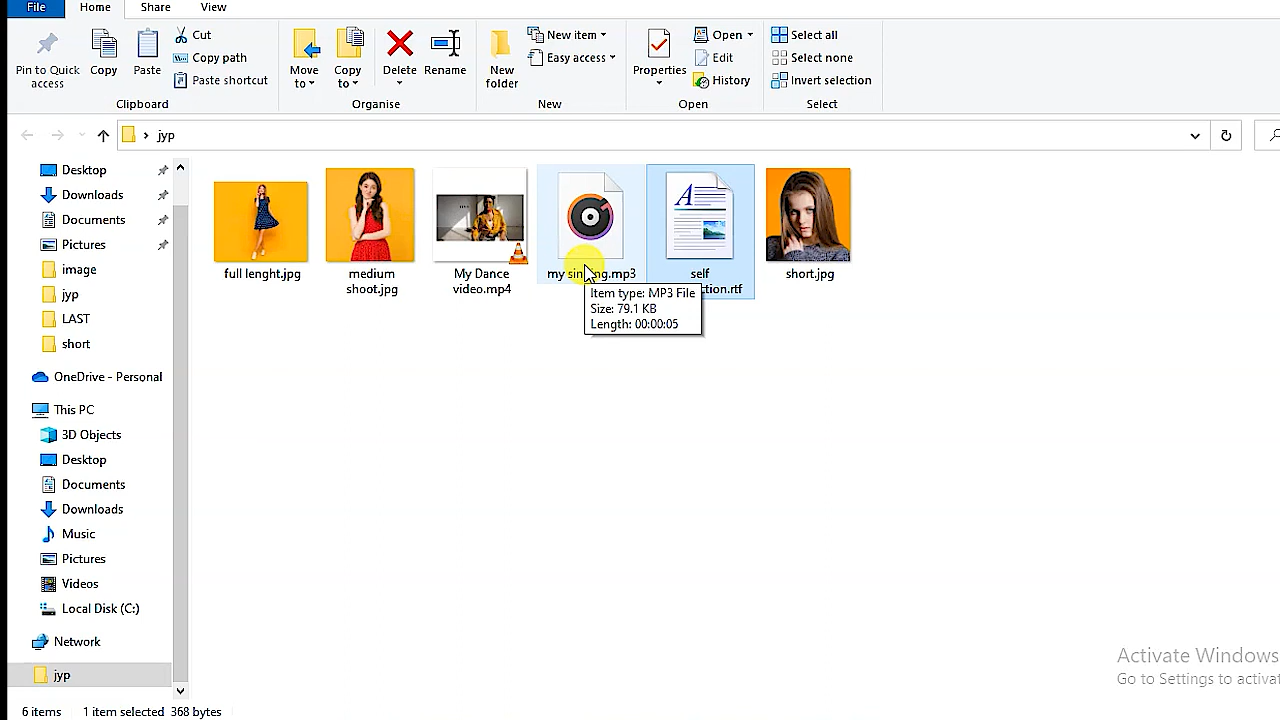 File Home Share View
Pin to Quick access
Copy
Paste
Cut
Copy path
Paste shortcut
Move to
Copy to
Delete
Rename
New folder
New item
Easy access
Properties
Open
Edit
History
Select all
Select none
Invert selection
Clipboard Organise New Open Select
jyp
Desktop
Downloads
Documents
Pictures
image
jyp
LAST
short
OneDrive - Personal
This PC
3D Objects
Desktop
Documents
Downloads
Music
Pictures
Videos
Local Disk (C:)
Network
jyp
full lenght.jpg
medium
shoot.jpg
My Dance
video.mp4
my
self
short.jpg
Item type: MP3 File
Size: 79.1 KB
Length: 00:00:05
Activate Windows
Go to Settings to
6 items 1 item selected 368 bytes